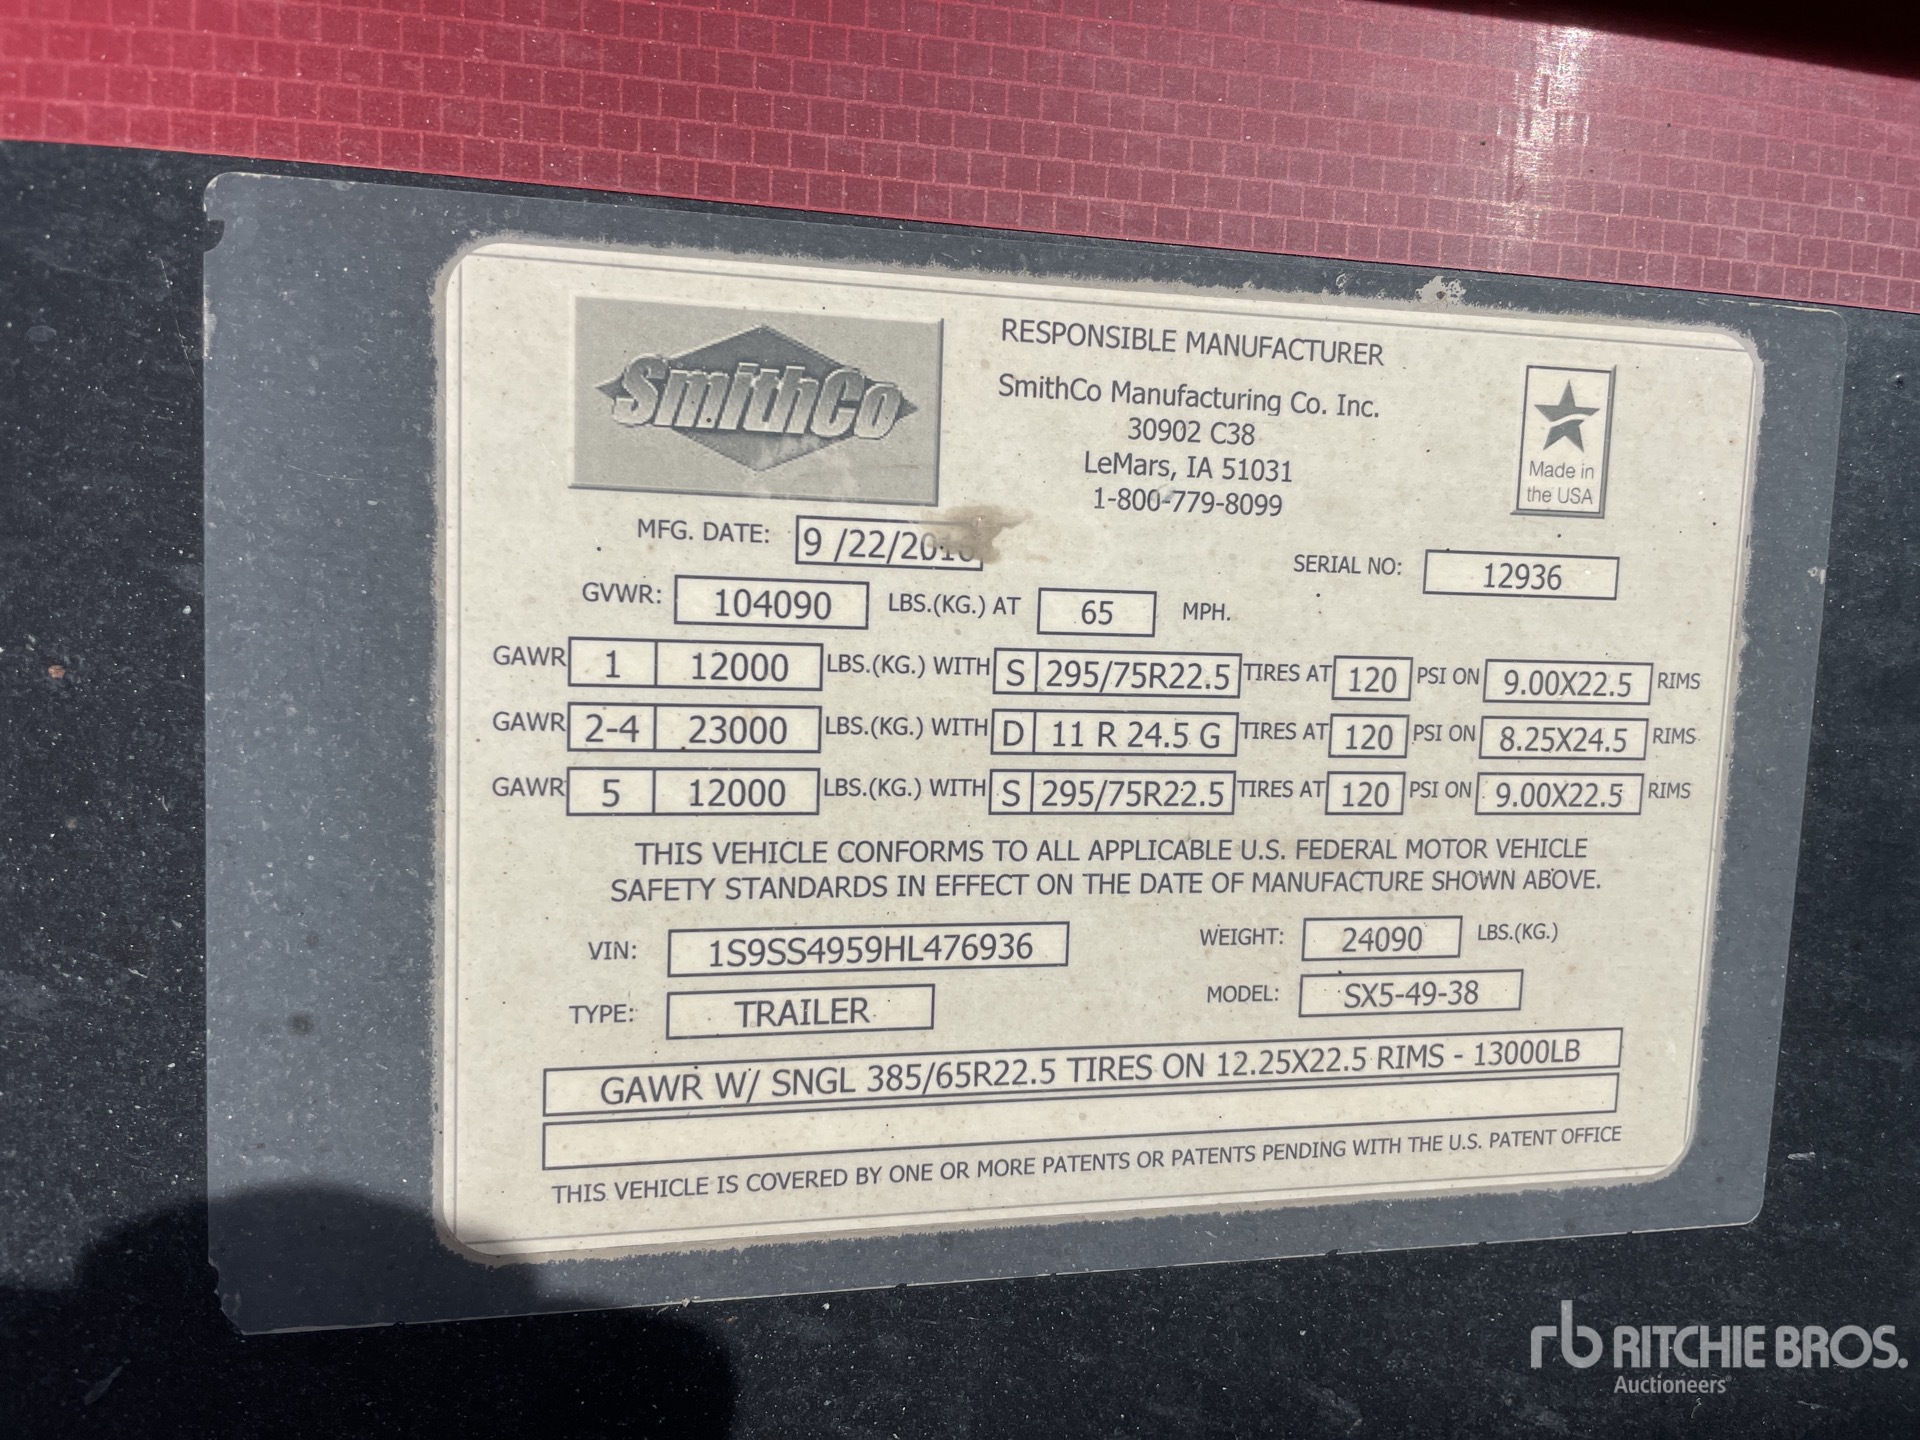 SmithCo
RESPONSIBLE MANUFACTURER
SmithCo Manufacturing Co. Inc.
30902 C38
LeMars, IA 51031
1-800-779-8099
Made in
the USA
MFG. DATE: 9 /22/2016
SERIAL NO: 12936
GVWR: 104090 LBS.(KG.) AT 65 MPH.
GAWR 1 12000 LBS.(KG.) WITH S 295/75R22.5 TIRES AT 120 PSI ON 9.00X22.5 RIMS
GAWR 2-4 23000 LBS.(KG.) WITH D 11 R 24.5 G TIRES AT 120 PSI ON 8.25X24.5 RIMS
GAWR 5 12000 LBS.(KG.) WITH S 295/75R22.5 TIRES AT 120 PSI ON 9.00X22.5 RIMS
THIS VEHICLE CONFORMS TO ALL APPLICABLE U.S. FEDERAL MOTOR VEHICLE
SAFETY STANDARDS IN EFFECT ON THE DATE OF MANUFACTURE SHOWN ABOVE.
VIN: 1S9SS4959HL476936 WEIGHT: 24090 LBS.(KG.)
TYPE: TRAILER MODEL: SX5-49-38
GAWR W/ SNGL 385/65R22.5 TIRES ON 12.25X22.5 RIMS - 13000LB
THIS VEHICLE IS COVERED BY ONE OR MORE PATENTS OR PATENTS PENDING WITH THE U.S. PATENT OFFICE
rb RITCHIE BROS.
Auctioneers